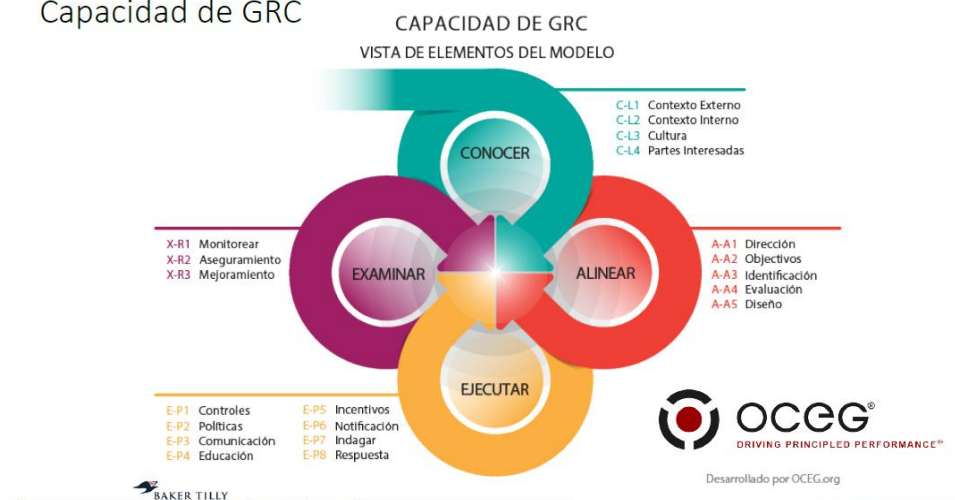 Capacidad de GRC
CAPACIDAD DE GRC
VISTA DE ELEMENTOS DEL MODELO
CONOCER
C-L1 Contexto Externo
C-L2 Contexto Interno
C-L3 Cultura
C-L4 Partes Interesadas
EXAMINAR
X-R1 Monitorear
X-R2 Aseguramiento
X-R3 Mejoramiento
ALINEAR
A-A1 Dirección
A-A2 Objetivos
A-A3 Identificación
A-A4 Evaluación
A-A5 Diseño
EJECUTAR
E-P1 Controles
E-P2 Políticas
E-P3 Comunicación
E-P4 Educación
E-P5 Incentivos
E-P6 Notificación
E-P7 Indagar
E-P8 Respuesta
OCEG®
DRIVING PRINCIPLED PERFORMANCE®
Desarrollado por OCEG.org
BAKER TILLY